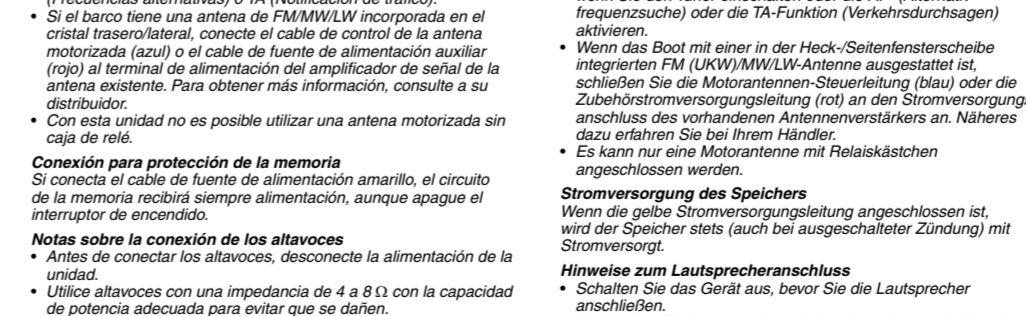 (Frecuencias alternativas) o TA (Notificación de tráfico).
• Si el barco tiene una antena de FM/MW/LW incorporada en el
cristal trasero/lateral, conecte el cable de control de la antena
motorizada (azul) o el cable de fuente de alimentación auxiliar
(rojo) al terminal de alimentación del amplificador de señal de la
antena existente. Para obtener más información, consulte a su
distribuidor.
• Con esta unidad no es posible utilizar una antena motorizada sin
caja de relé.
Conexión para protección de la memoria
Si conecta el cable de fuente de alimentación amarillo, el circuito
de la memoria recibirá siempre alimentación, aunque apague el
interruptor de encendido.
Notas sobre la conexión de los altavoces
• Antes de conectar los altavoces, desconecte la alimentación de la
unidad.
• Utilice altavoces con una impedancia de 4 a 8 Ω con la capacidad
de potencia adecuada para evitar que se dañen.
frequenzsuche) oder die TA-Funktion (Verkehrsdurchsagen)
aktivieren.
• Wenn das Boot mit einer in der Heck-/Seitenfensterscheibe
integrierten FM (UKW)/MW/LW-Antenne ausgestattet ist,
schließen Sie die Motorantennen-Steuerleitung (blau) oder die
Zubehörstromversorgungsleitung (rot) an den Stromversorgungs
anschluss des vorhandenen Antennenverstärkers an. Näheres
dazu erfahren Sie bei Ihrem Händler.
• Es kann nur eine Motorantenne mit Relaiskästchen
angeschlossen werden.
Stromversorgung des Speichers
Wenn die gelbe Stromversorgungsleitung angeschlossen ist,
wird der Speicher stets (auch bei ausgeschalteter Zündung) mit
Stromversorgt.
Hinweise zum Lautsprecheranschluss
• Schalten Sie das Gerät aus, bevor Sie die Lautsprecher
anschließen.